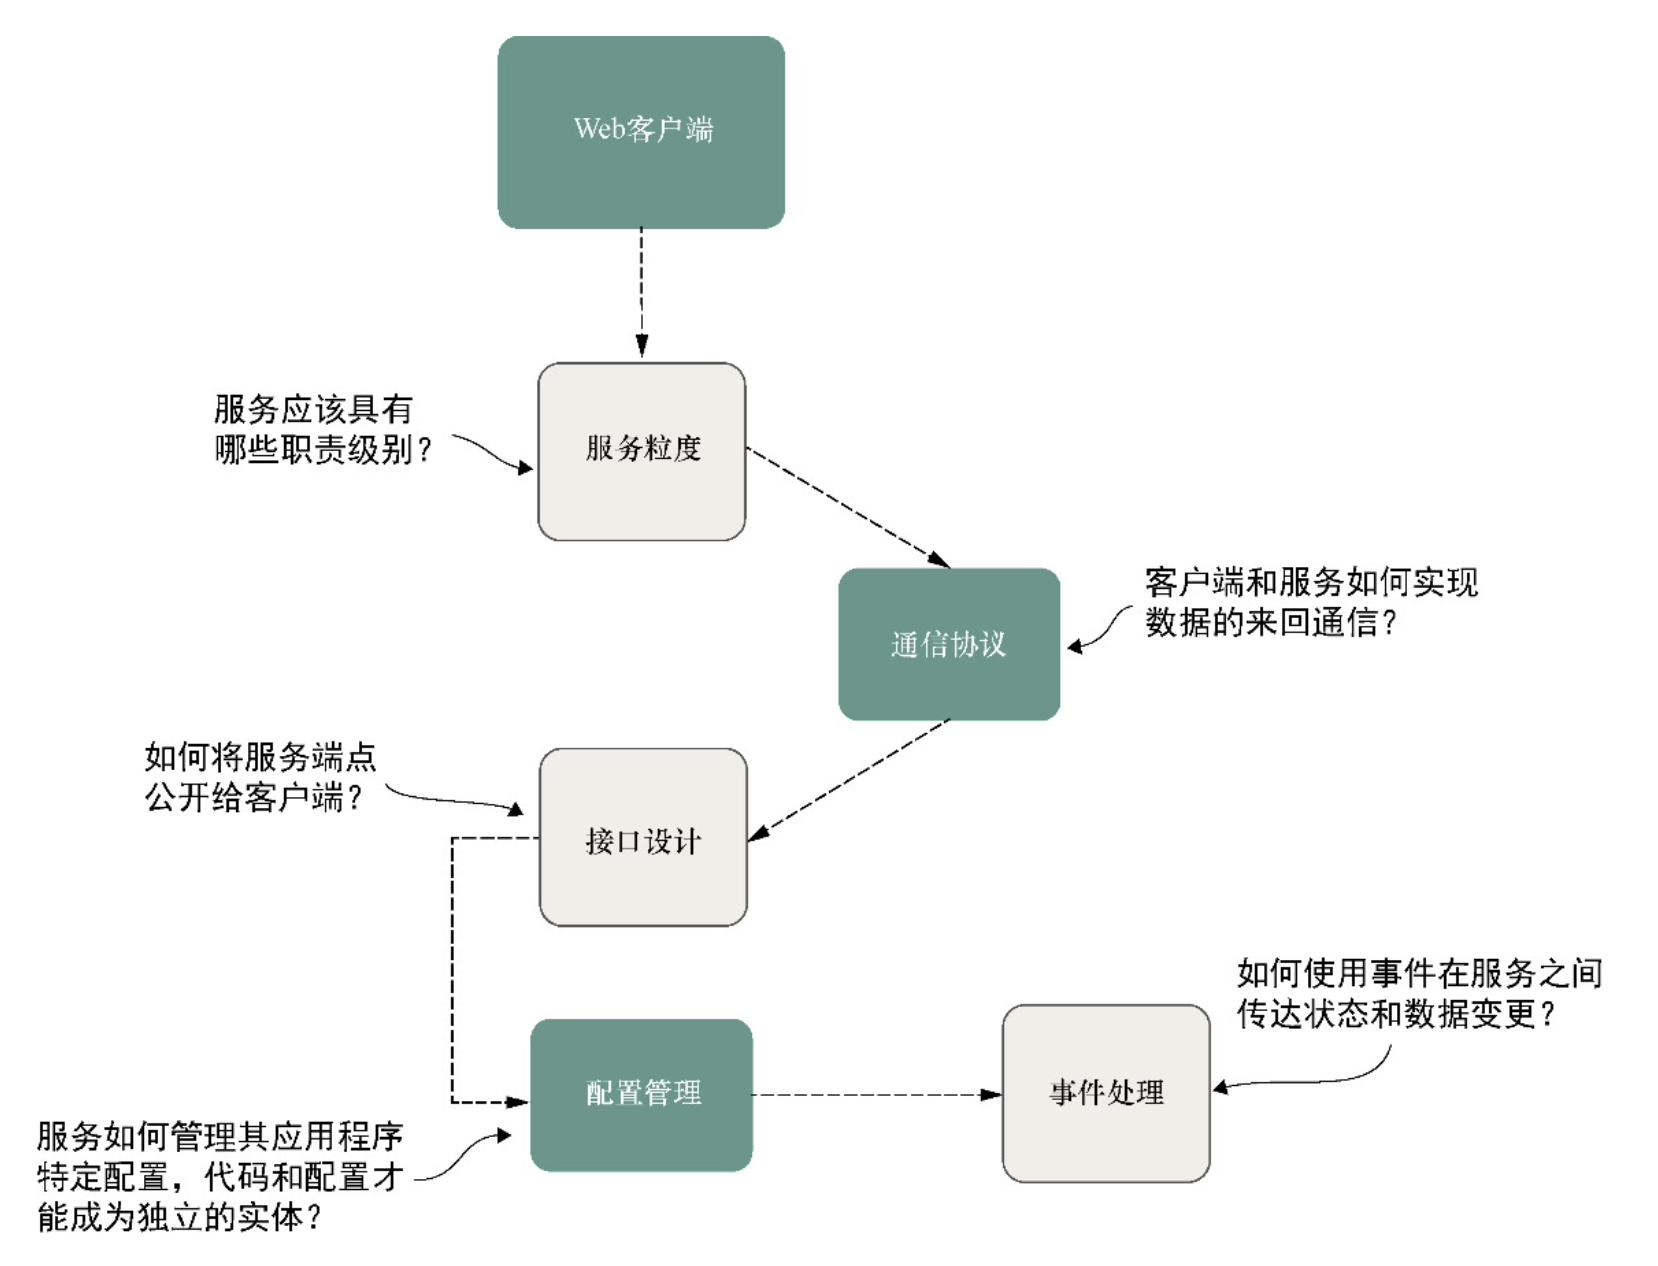 Web客户端
服务应该具有
哪些职责级别？
服务粒度
客户端和服务如何实现
数据的来回通信？
通信协议
如何将服务端点
公开给客户端？
接口设计
如何使用事件在服务之间
传达状态和数据变更？
配置管理
事件处理
服务如何管理其应用程序
特定配置，代码和配置才
能成为独立的实体？